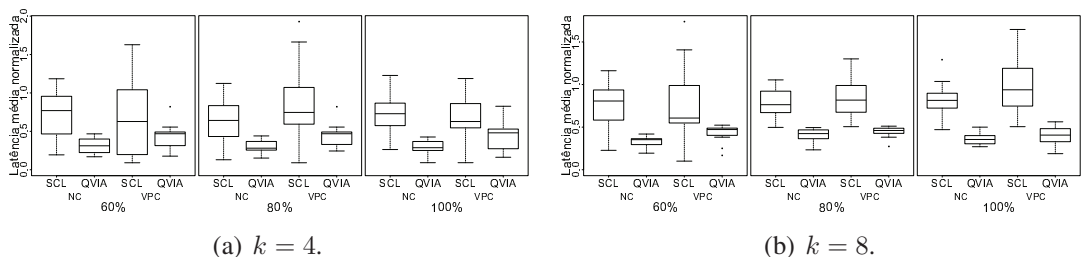 Latência média normalizada
0.0 0.5 1.0 1.5 2.0
SCL QVIA SCL QVIA
NC VPC
60%
SCL QVIA SCL QVIA
NC VPC
80%
SCL QVIA SCL QVIA
NC VPC
100%
(a) k = 4.
Latência média normalizada
0.0 0.5 1.0 1.5
SCL QVIA SCL QVIA
NC VPC
60%
SCL QVIA SCL QVIA
NC VPC
80%
SCL QVIA SCL QVIA
NC VPC
100%
(b) k = 8.